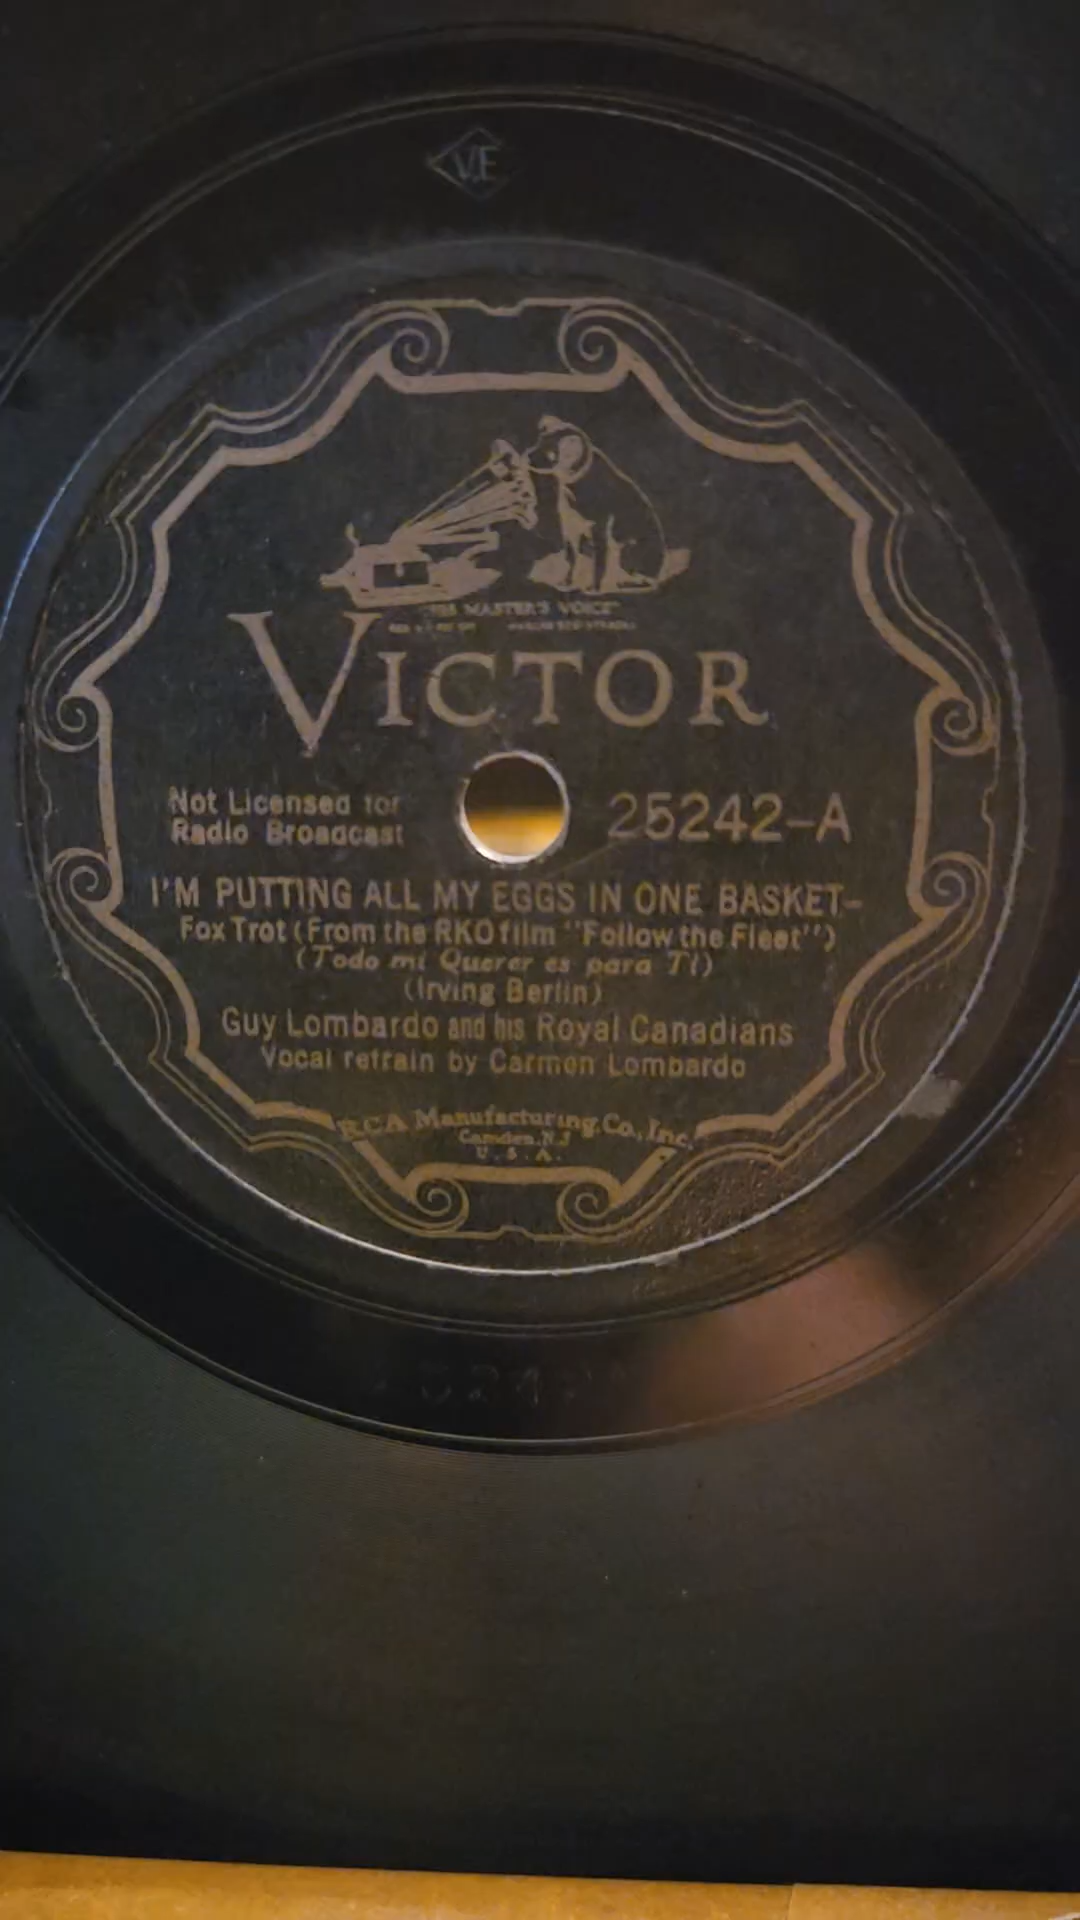 VE
"HIS MASTER'S VOICE"
VICTOR
Not Licensed for
Radio Broadcast
25242-A
I'M PUTTING ALL MY EGGS IN ONE BASKET-
Fox Trot (From the RKO film "Follow the Fleet")
(Todo mi Querer es para Ti)
(Irving Berlin)
Guy Lombardo and his Royal Canadians
Vocal refrain by Carmen Lombardo
RCA Manufacturing Co., Inc.
Camden, N.J.
U. S. A.